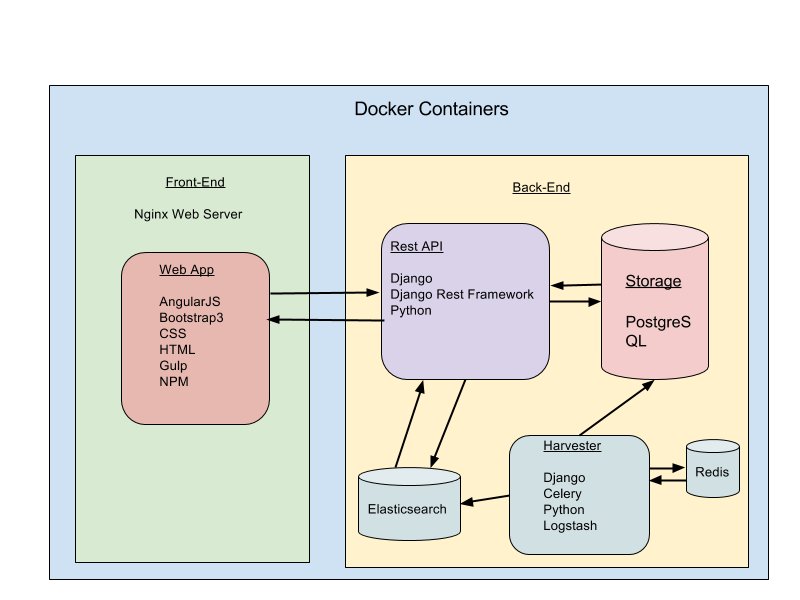 Docker Containers
Front-End
Nginx Web Server
Web App
AngularJS
Bootstrap3
CSS
HTML
Gulp
NPM
Back-End
Rest API
Django
Django Rest Framework
Python
Storage
PostgreS
QL
Elasticsearch
Harvester
Django
Celery
Python
Logstash
Redis